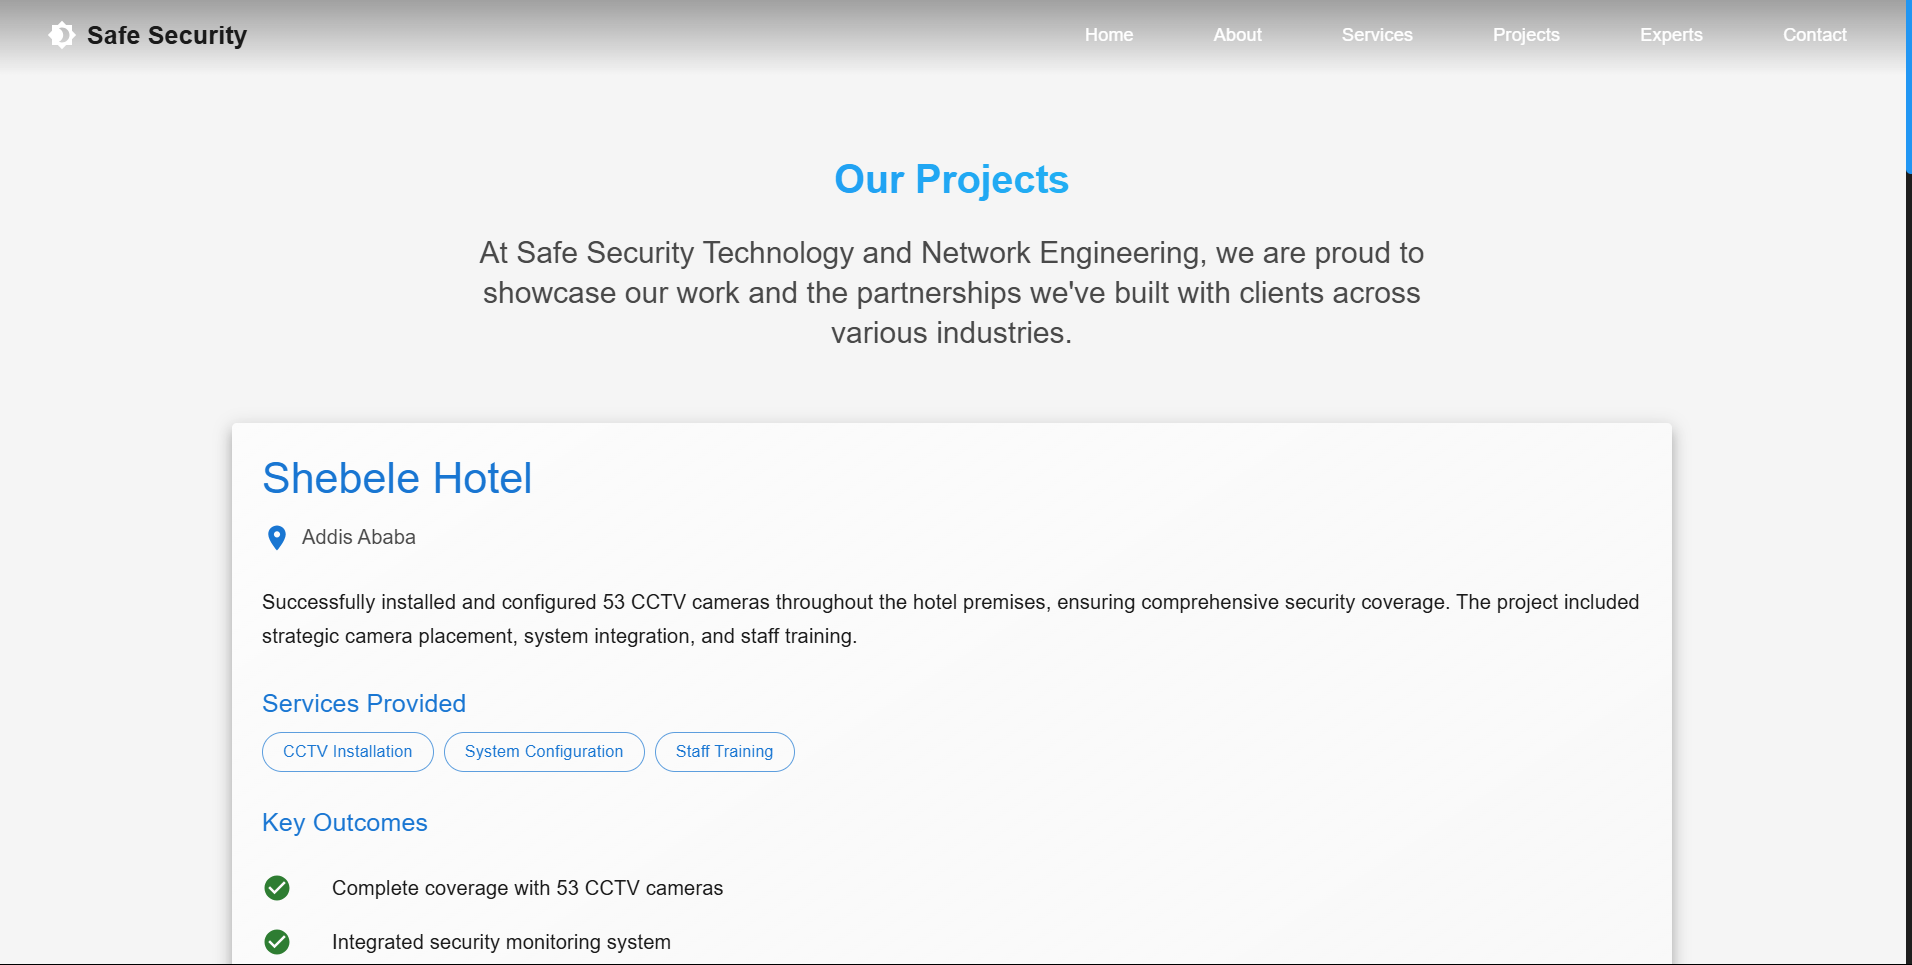 Safe Security
Home About Services Projects Experts Contact
Our Projects
At Safe Security Technology and Network Engineering, we are proud to
showcase our work and the partnerships we've built with clients across
various industries.
Shebele Hotel
Addis Ababa
Successfully installed and configured 53 CCTV cameras throughout the hotel premises, ensuring comprehensive security coverage. The project included
strategic camera placement, system integration, and staff training.
Services Provided
CCTV Installation System Configuration Staff Training
Key Outcomes
Complete coverage with 53 CCTV cameras
Integrated security monitoring system